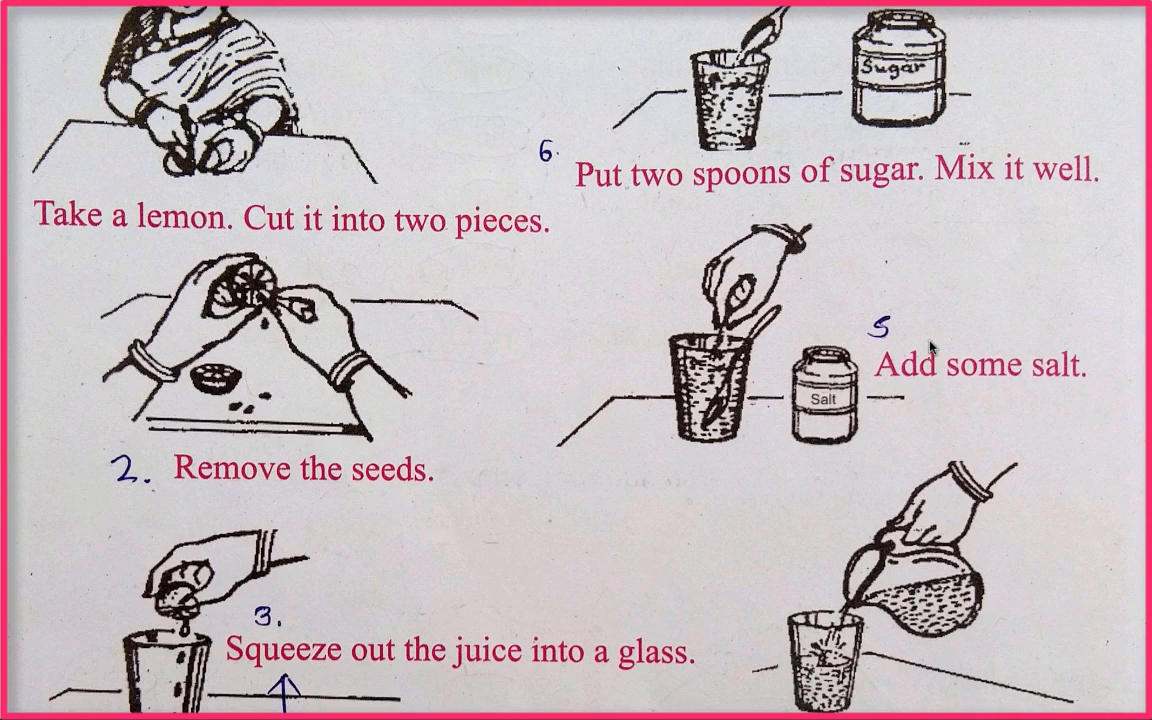 Take a lemon. Cut it into two pieces.
2. Remove the seeds.
3.
Squeeze out the juice into a glass.
Sugar
6.
Put two spoons of sugar. Mix it well.
5
Add some salt.
Salt